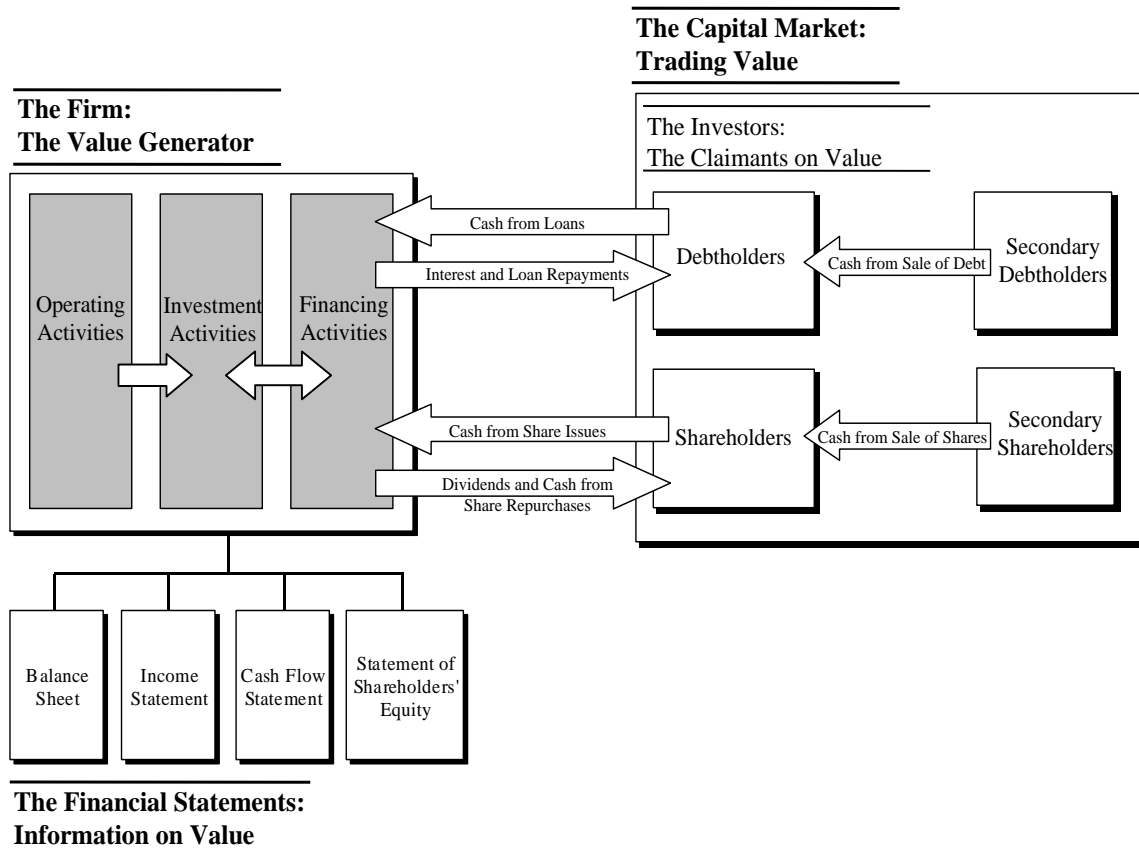 The Capital Market:
Trading Value
The Firm:
The Value Generator
The Investors:
The Claimants on Value
Operating
Activities
Investment
Activities
Financing
Activities
Cash from Loans
Interest and Loan Repayments
Debtholders
Cash from Sale of Debt
Secondary
Debtholders
Cash from Share Issues
Dividends and Cash from
Share Repurchases
Shareholders
Cash from Sale of Shares
Secondary
Shareholders
Balance
Sheet
Income
Statement
Cash Flow
Statement
Statement of
Shareholders'
Equity
The Financial Statements:
Information on Value